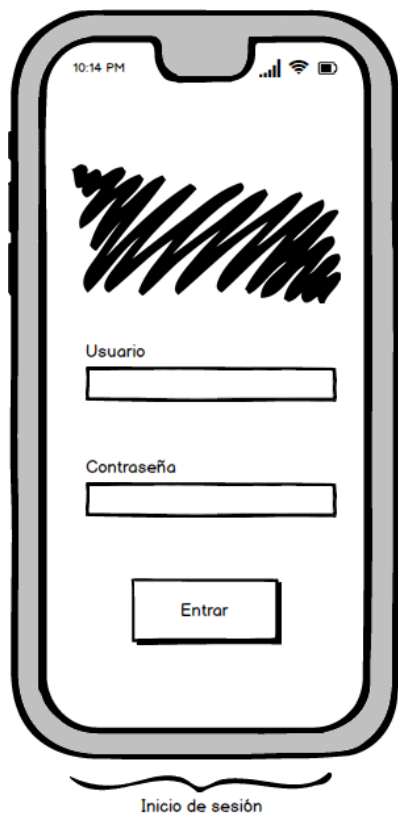 10:14 PM
Usuario
Contraseña
Entrar
Inicio de sesión